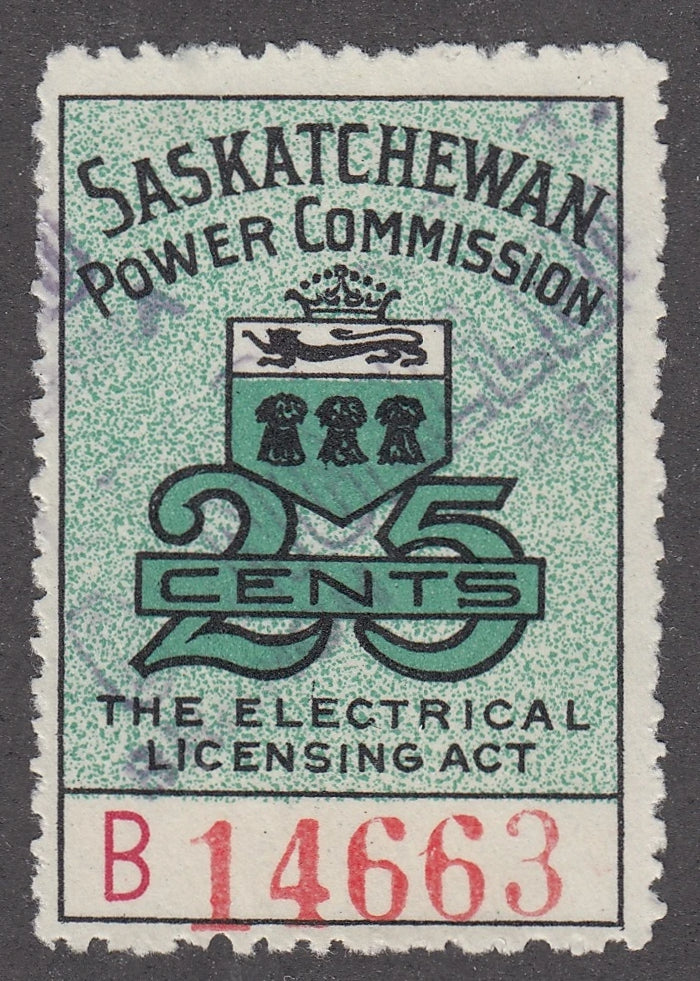 SASKATCHEWAN
POWER COMMISSION
25
CENTS
THE ELECTRICAL
LICENSING ACT
B 14663